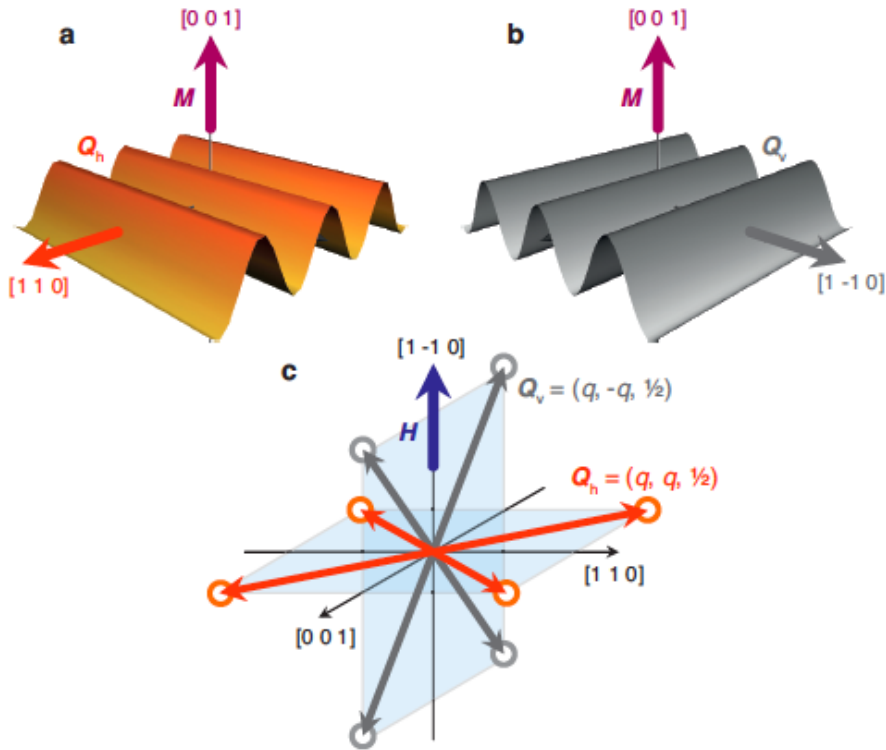 a
[0 0 1]
M
Q_h
[1 1 0]
b
[0 0 1]
M
Q_v
[1 -1 0]
c
[1 -1 0]
H
Q_v = (q, -q, ½)
Q_h = (q, q, ½)
[1 1 0]
[0 0 1]